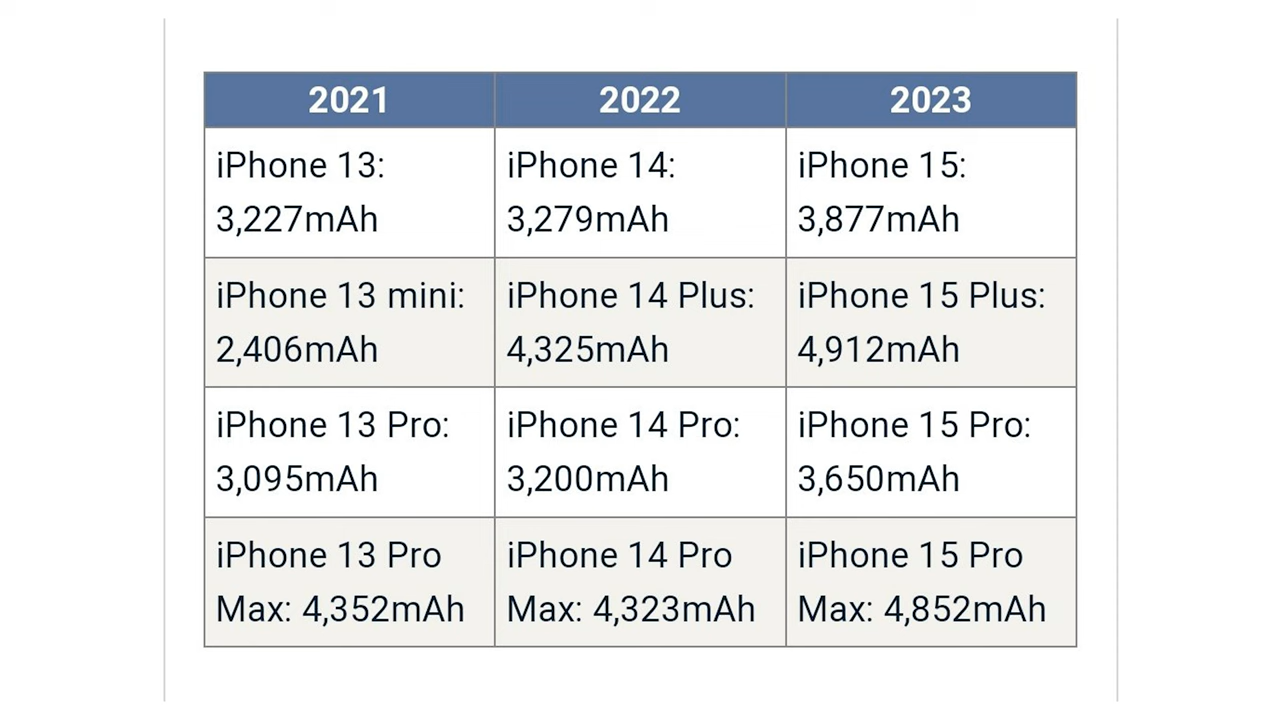 2021 2022 2023
iPhone 13: iPhone 14: iPhone 15:
3,227mAh 3,279mAh 3,877mAh
iPhone 13 mini: iPhone 14 Plus: iPhone 15 Plus:
2,406mAh 4,325mAh 4,912mAh
iPhone 13 Pro: iPhone 14 Pro: iPhone 15 Pro:
3,095mAh 3,200mAh 3,650mAh
iPhone 13 Pro iPhone 14 Pro iPhone 15 Pro
Max: 4,352mAh Max: 4,323mAh Max: 4,852mAh